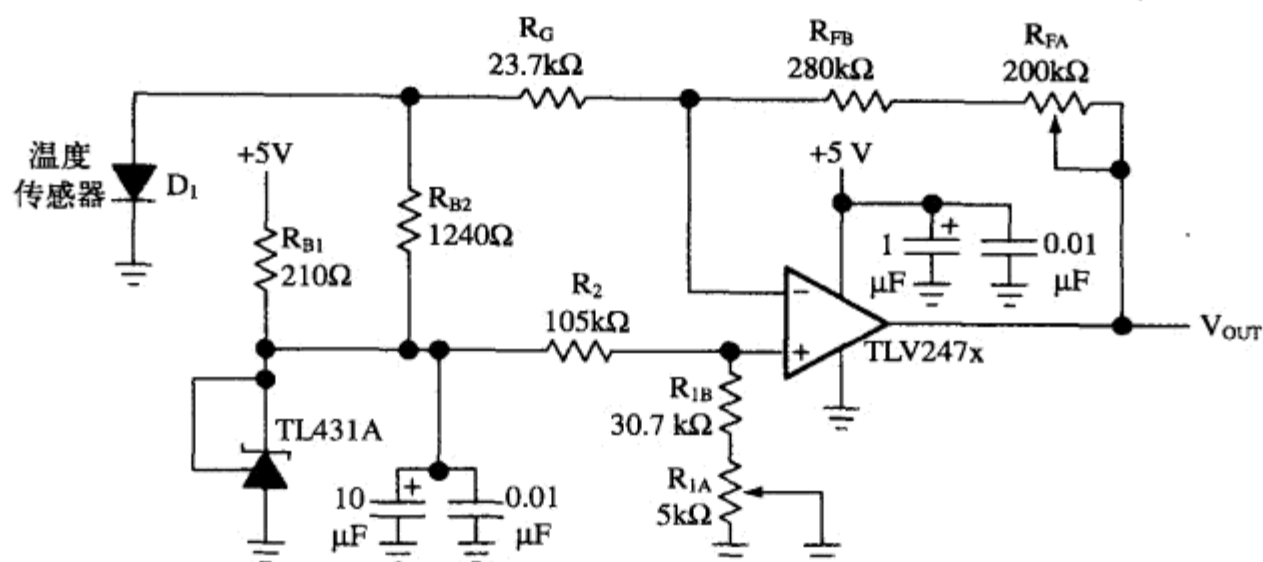 R_G
23.7kΩ
R_FB
280kΩ
R_FA
200kΩ
温度
传感器
D₁
+5V
R_B1
210Ω
R_B2
1240Ω
+5 V
1
μF
+
0.01
μF
R₂
105kΩ
−
+
TLV247x
V_OUT
R_1B
30.7 kΩ
R_1A
5kΩ
TL431A
10
μF
+
0.01
μF